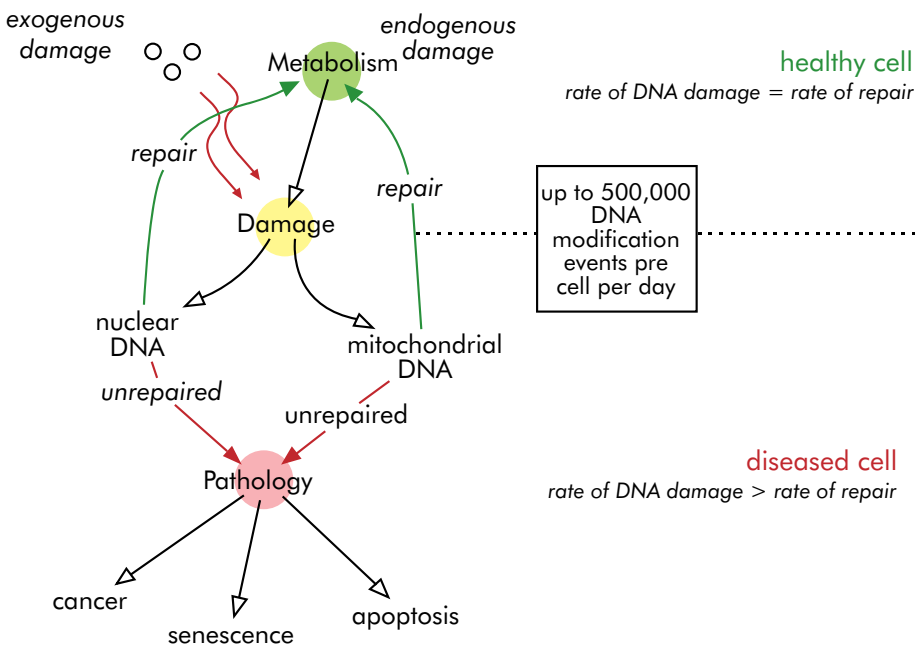 exogenous
damage
endogenous
damage
Metabolism
healthy cell
rate of DNA damage = rate of repair
repair
repair
up to 500,000
DNA
modification
events pre
cell per day
Damage
nuclear
DNA
mitochondrial
DNA
unrepaired
unrepaired
Pathology
diseased cell
rate of DNA damage > rate of repair
cancer
senescence
apoptosis